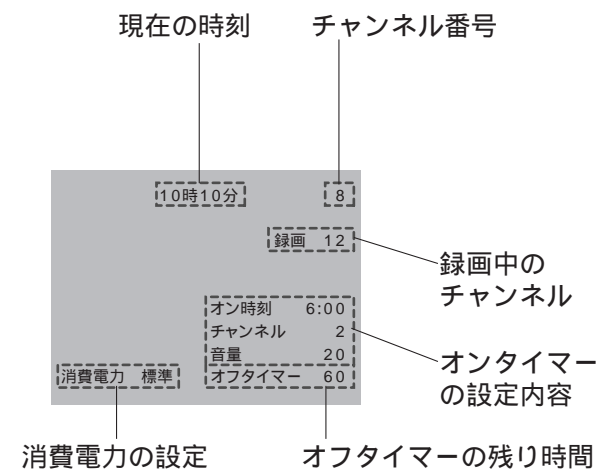 現在の時刻 チャンネル番号
10時10分 8
録画 12
録画中の
チャンネル
オン時刻 6:00
チャンネル 2
音量 20
オンタイマー
の設定内容
消費電力 標準 オフタイマー 60
消費電力の設定 オフタイマーの残り時間